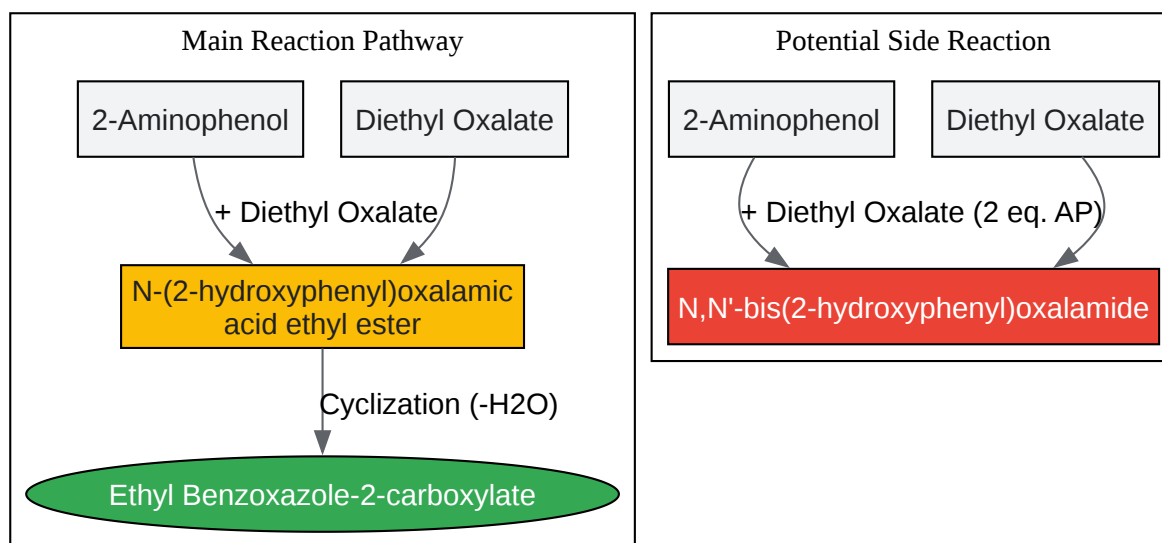 Main Reaction Pathway
2-Aminophenol
Diethyl Oxalate
+ Diethyl Oxalate
N-(2-hydroxyphenyl)oxalamic
acid ethyl ester
Cyclization (-H2O)
Ethyl Benzoxazole-2-carboxylate
Potential Side Reaction
2-Aminophenol
Diethyl Oxalate
+ Diethyl Oxalate (2 eq. AP)
N,N'-bis(2-hydroxyphenyl)oxalamide